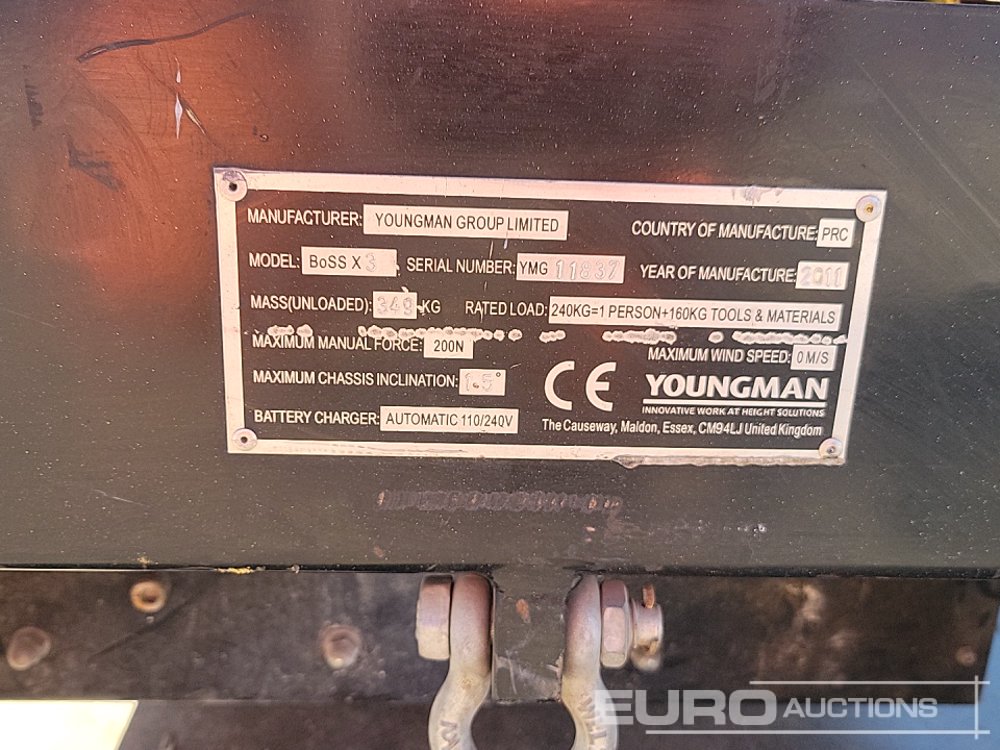 MANUFACTURER: YOUNGMAN GROUP LIMITED COUNTRY OF MANUFACTURE: PRC
MODEL: BoSS X3 SERIAL NUMBER: YMG 11837 YEAR OF MANUFACTURE: 2011
MASS(UNLOADED): 349 KG RATED LOAD: 240KG=1 PERSON+160KG TOOLS & MATERIALS
MAXIMUM MANUAL FORCE: 200N MAXIMUM WIND SPEED: 0 M/S
MAXIMUM CHASSIS INCLINATION: 1.5° CE YOUNGMAN
INNOVATIVE WORK AT HEIGHT SOLUTIONS
BATTERY CHARGER: AUTOMATIC 110/240V The Causeway, Maldon, Essex, CM94LJ United Kingdom
EURO AUCTIONS